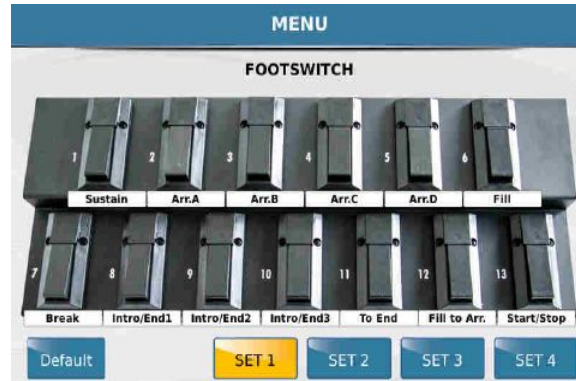 MENU
FOOTSWITCH
1 2 3 4 5 6
Sustain Arr.A Arr.B Arr.C Arr.D Fill
7 8 9 10 11 12 13
Break Intro/End1 Intro/End2 Intro/End3 To End Fill to Arr. Start/Stop
Default SET 1 SET 2 SET 3 SET 4